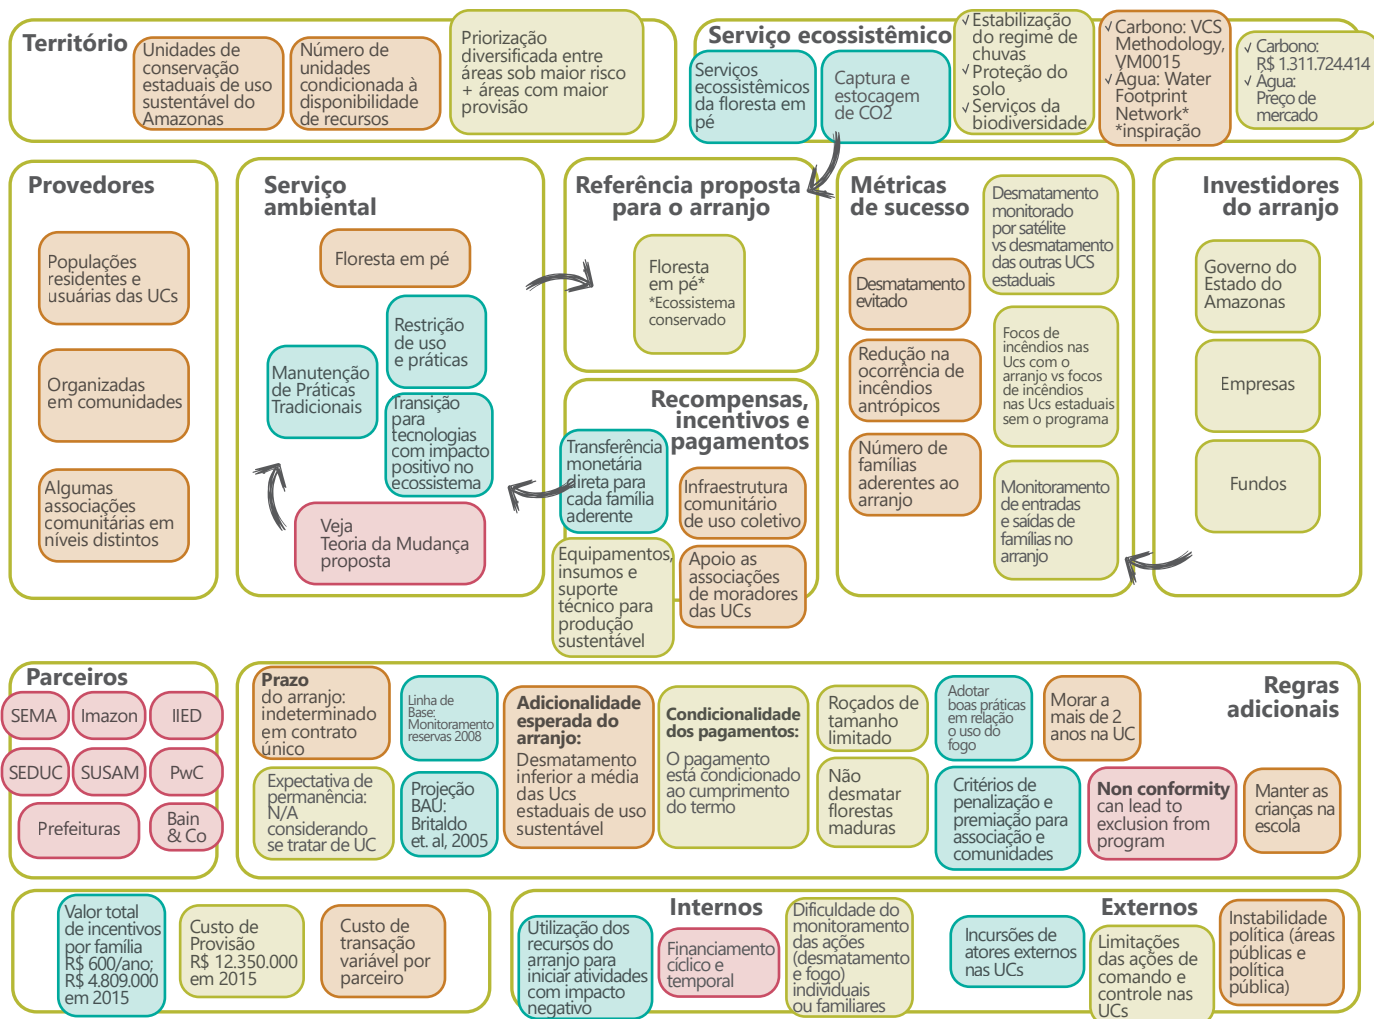 Território
Unidades de
conservação
estaduais de uso
sustentável do
Amazonas
Número de
unidades
condicionada à
disponibilidade
de recursos
Priorização
diversificada entre
áreas sob maior risco
+ áreas com maior
provisão
Serviço ecossistêmico
Serviços
ecossistêmicos
da floresta em
pé
Captura e
estocagem
de CO2
√ Estabilização
do regime de
chuvas
√ Proteção do
solo
√ Serviços da
biodiversidade
√ Carbono: VCS
Methodology,
VM0015
√ Água: Water
Footprint
Network*
*inspiração
√ Carbono:
R$ 1.311.724.414
√ Água:
Preço de
mercado
Provedores
Populações
residentes e
usuárias das UCs
Organizadas
em comunidades
Algumas
associações
comunitárias em
níveis distintos
Serviço
ambiental
Floresta em pé
Restrição
de uso
e práticas
Manutenção
de Práticas
Tradicionais
Transição
para
tecnologias
com impacto
positivo no
ecossistema
Veja
Teoria da Mudança
proposta
Referência proposta
para o arranjo
Floresta
em pé*
*Ecossistema
conservado
Recompensas,
incentivos e
pagamentos
Transferência
monetária
direta para
cada família
aderente
Infraestrutura
comunitário
de uso coletivo
Equipamentos,
insumos e
suporte
técnico para
produção
sustentável
Apoio as
associações
de moradores
das UCs
Métricas
de sucesso
Desmatamento
evitado
Redução na
ocorrência de
incêndios
antrópicos
Número de
famílias
aderentes ao
arranjo
Desmatamento
monitorado
por satélite
vs desmatamento
das outras UCS
estaduais
Focos de
incêndios nas
Ucs com o
arranjo vs focos
de incêndios
nas Ucs estaduais
sem o programa
Monitoramento
de entradas
e saídas de
famílias no
arranjo
Investidores
do arranjo
Governo do
Estado do
Amazonas
Empresas
Fundos
Parceiros
SEMA
Imazon
IIED
SEDUC
SUSAM
PwC
Prefeituras
Bain
& Co
Regras
adicionais
Prazo
do arranjo:
indeterminado
em contrato
único
Expectativa de
permanência:
N/A
considerando
se tratar de UC
Linha de
Base:
Monitoramento
reservas 2008
Projeção
BAU:
Britaldo
et. al, 2005
Adicionalidade
esperada do
arranjo:
Desmatamento
inferior a média
das Ucs
estaduais de uso
sustentável
Condicionalidade
dos pagamentos:
O pagamento
está condicionado
ao cumprimento
do termo
Roçados de
tamanho
limitado
Não
desmatar
florestas
maduras
Adotar
boas práticas
em relação
o uso do
fogo
Critérios de
penalização e
premiação para
associação e
comunidades
Morar a
mais de 2
anos na UC
Non conformity
can lead to
exclusion from
program
Manter as
crianças na
escola
Valor total
de incentivos
por família
R$ 600/ano;
R$ 4.809.000
em 2015
Custo de
Provisão
R$ 12.350.000
em 2015
Custo de
transação
variável por
parceiro
Internos
Utilização dos
recursos do
arranjo para
iniciar atividades
com impacto
negativo
Financiamento
cíclico e
temporal
Dificuldade do
monitoramento
das ações
(desmatamento
e fogo)
individuais
ou familiares
Externos
Incursões de
atores externos
nas UCs
Limitações
das ações de
comando e
controle nas
UCs
Instabilidade
política (áreas
públicas e
política
pública)